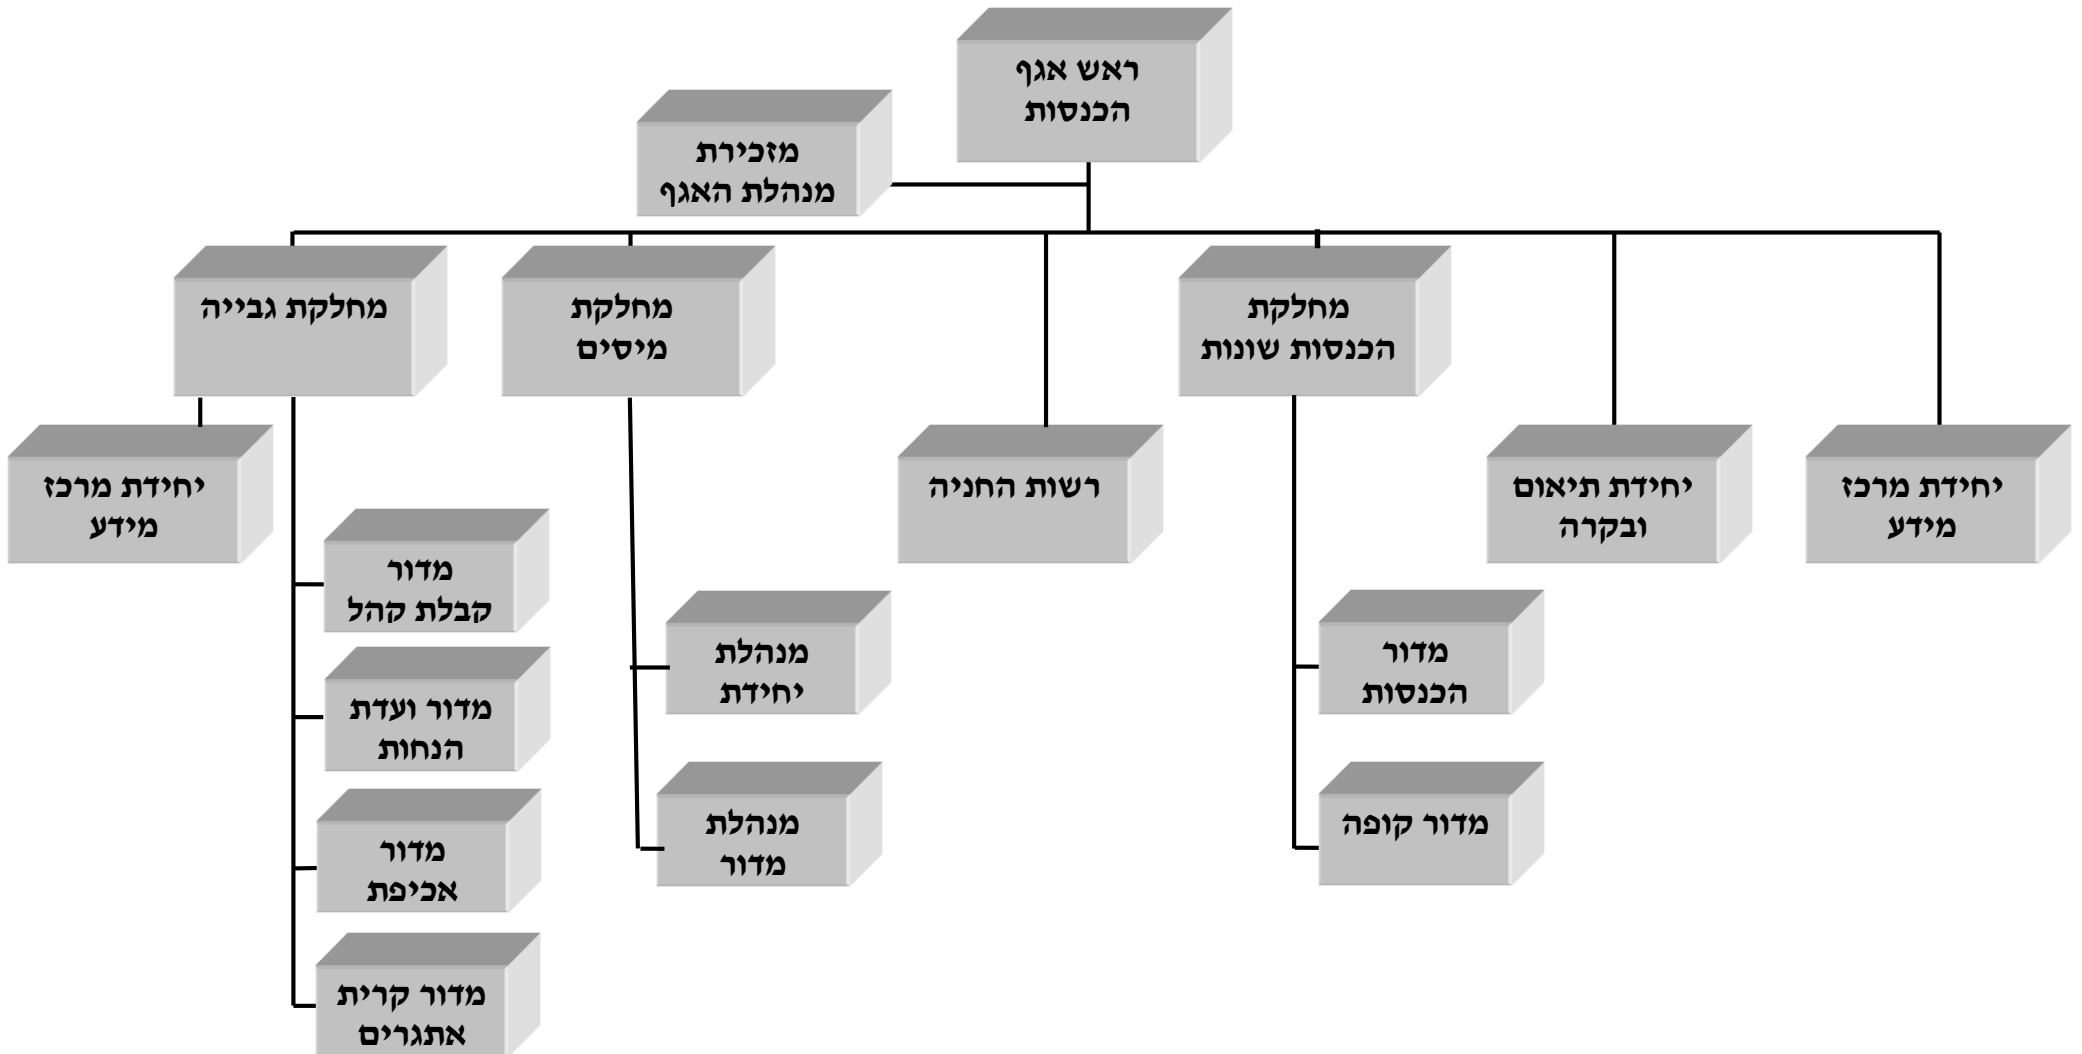 ראש אגף
הכנסות
מזכירת
מנהלת האגף
מחלקת גבייה
מחלקת
מיסים
מחלקת
הכנסות שונות
יחידת מרכז
מידע
רשות החניה
יחידת תיאום
ובקרה
יחידת מרכז
מידע
מדור
קבלת קהל
מדור ועדת
הנחות
מדור
אכיפת
מדור קרית
אתגרים
מנהלת
יחידת
מנהלת
מדור
מדור
הכנסות
מדור קופה